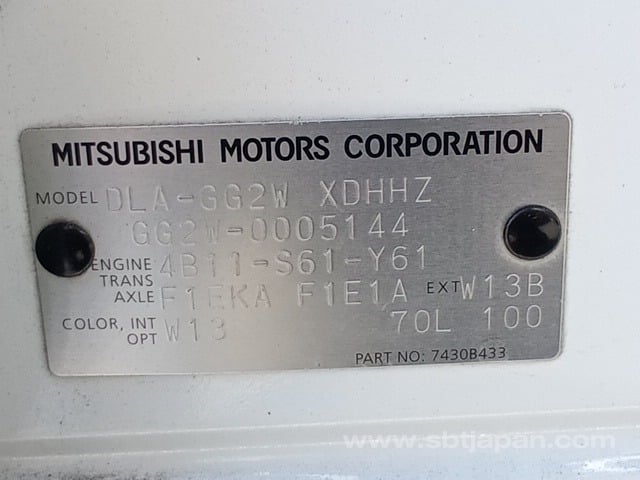 MITSUBISHI MOTORS CORPORATION
MODEL DLA-GG2W XDHHZ
GG2W-0005144
ENGINE 4B11-S61-Y61
TRANS AXLE F1EKA F1E1A EXT W13B
COLOR, INT OPT W13 70L 100
PART NO: 7430B433
www.sbtjapan.com